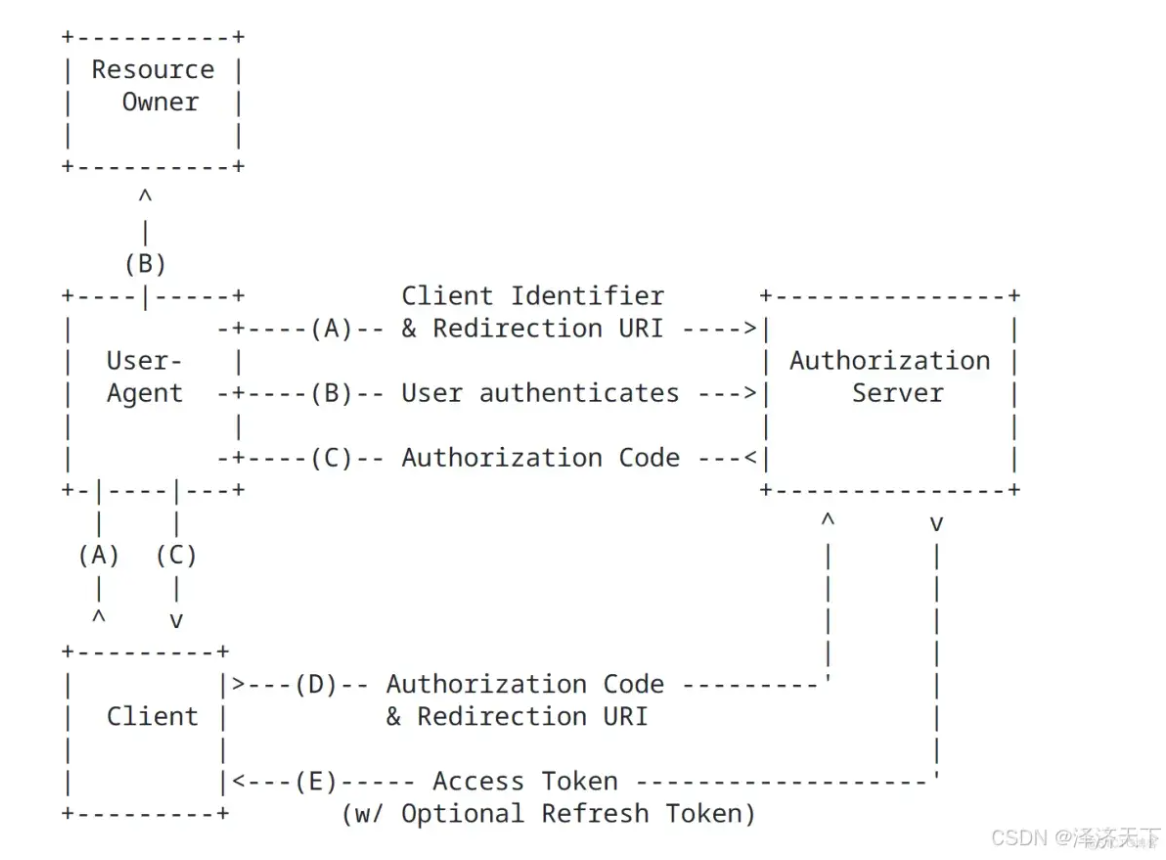 +----------+
| Resource |
|   Owner  |
|          |
+----------+
     ^
     |
    (B)
+----|-----+          Client Identifier      +---------------+
|         -+----(A)-- & Redirection URI ---->|               |
|  User-   |                                 | Authorization |
|  Agent  -+----(B)-- User authenticates --->|     Server    |
|          |                                 |               |
|         -+----(C)-- Authorization Code ---<|               |
+-|----|---+                                 +---------------+
  |    |                                         ^      v
 (A)  (C)                                        |      |
  |    |                                         |      |
  ^    v                                         |      |
+---------+                                      |      |
|         |>---(D)-- Authorization Code ---------'      |
|  Client |          & Redirection URI                  |
|         |                                             |
|         |<---(E)----- Access Token -------------------'
+---------+       (w/ Optional Refresh Token)
CSDN @泽济天下